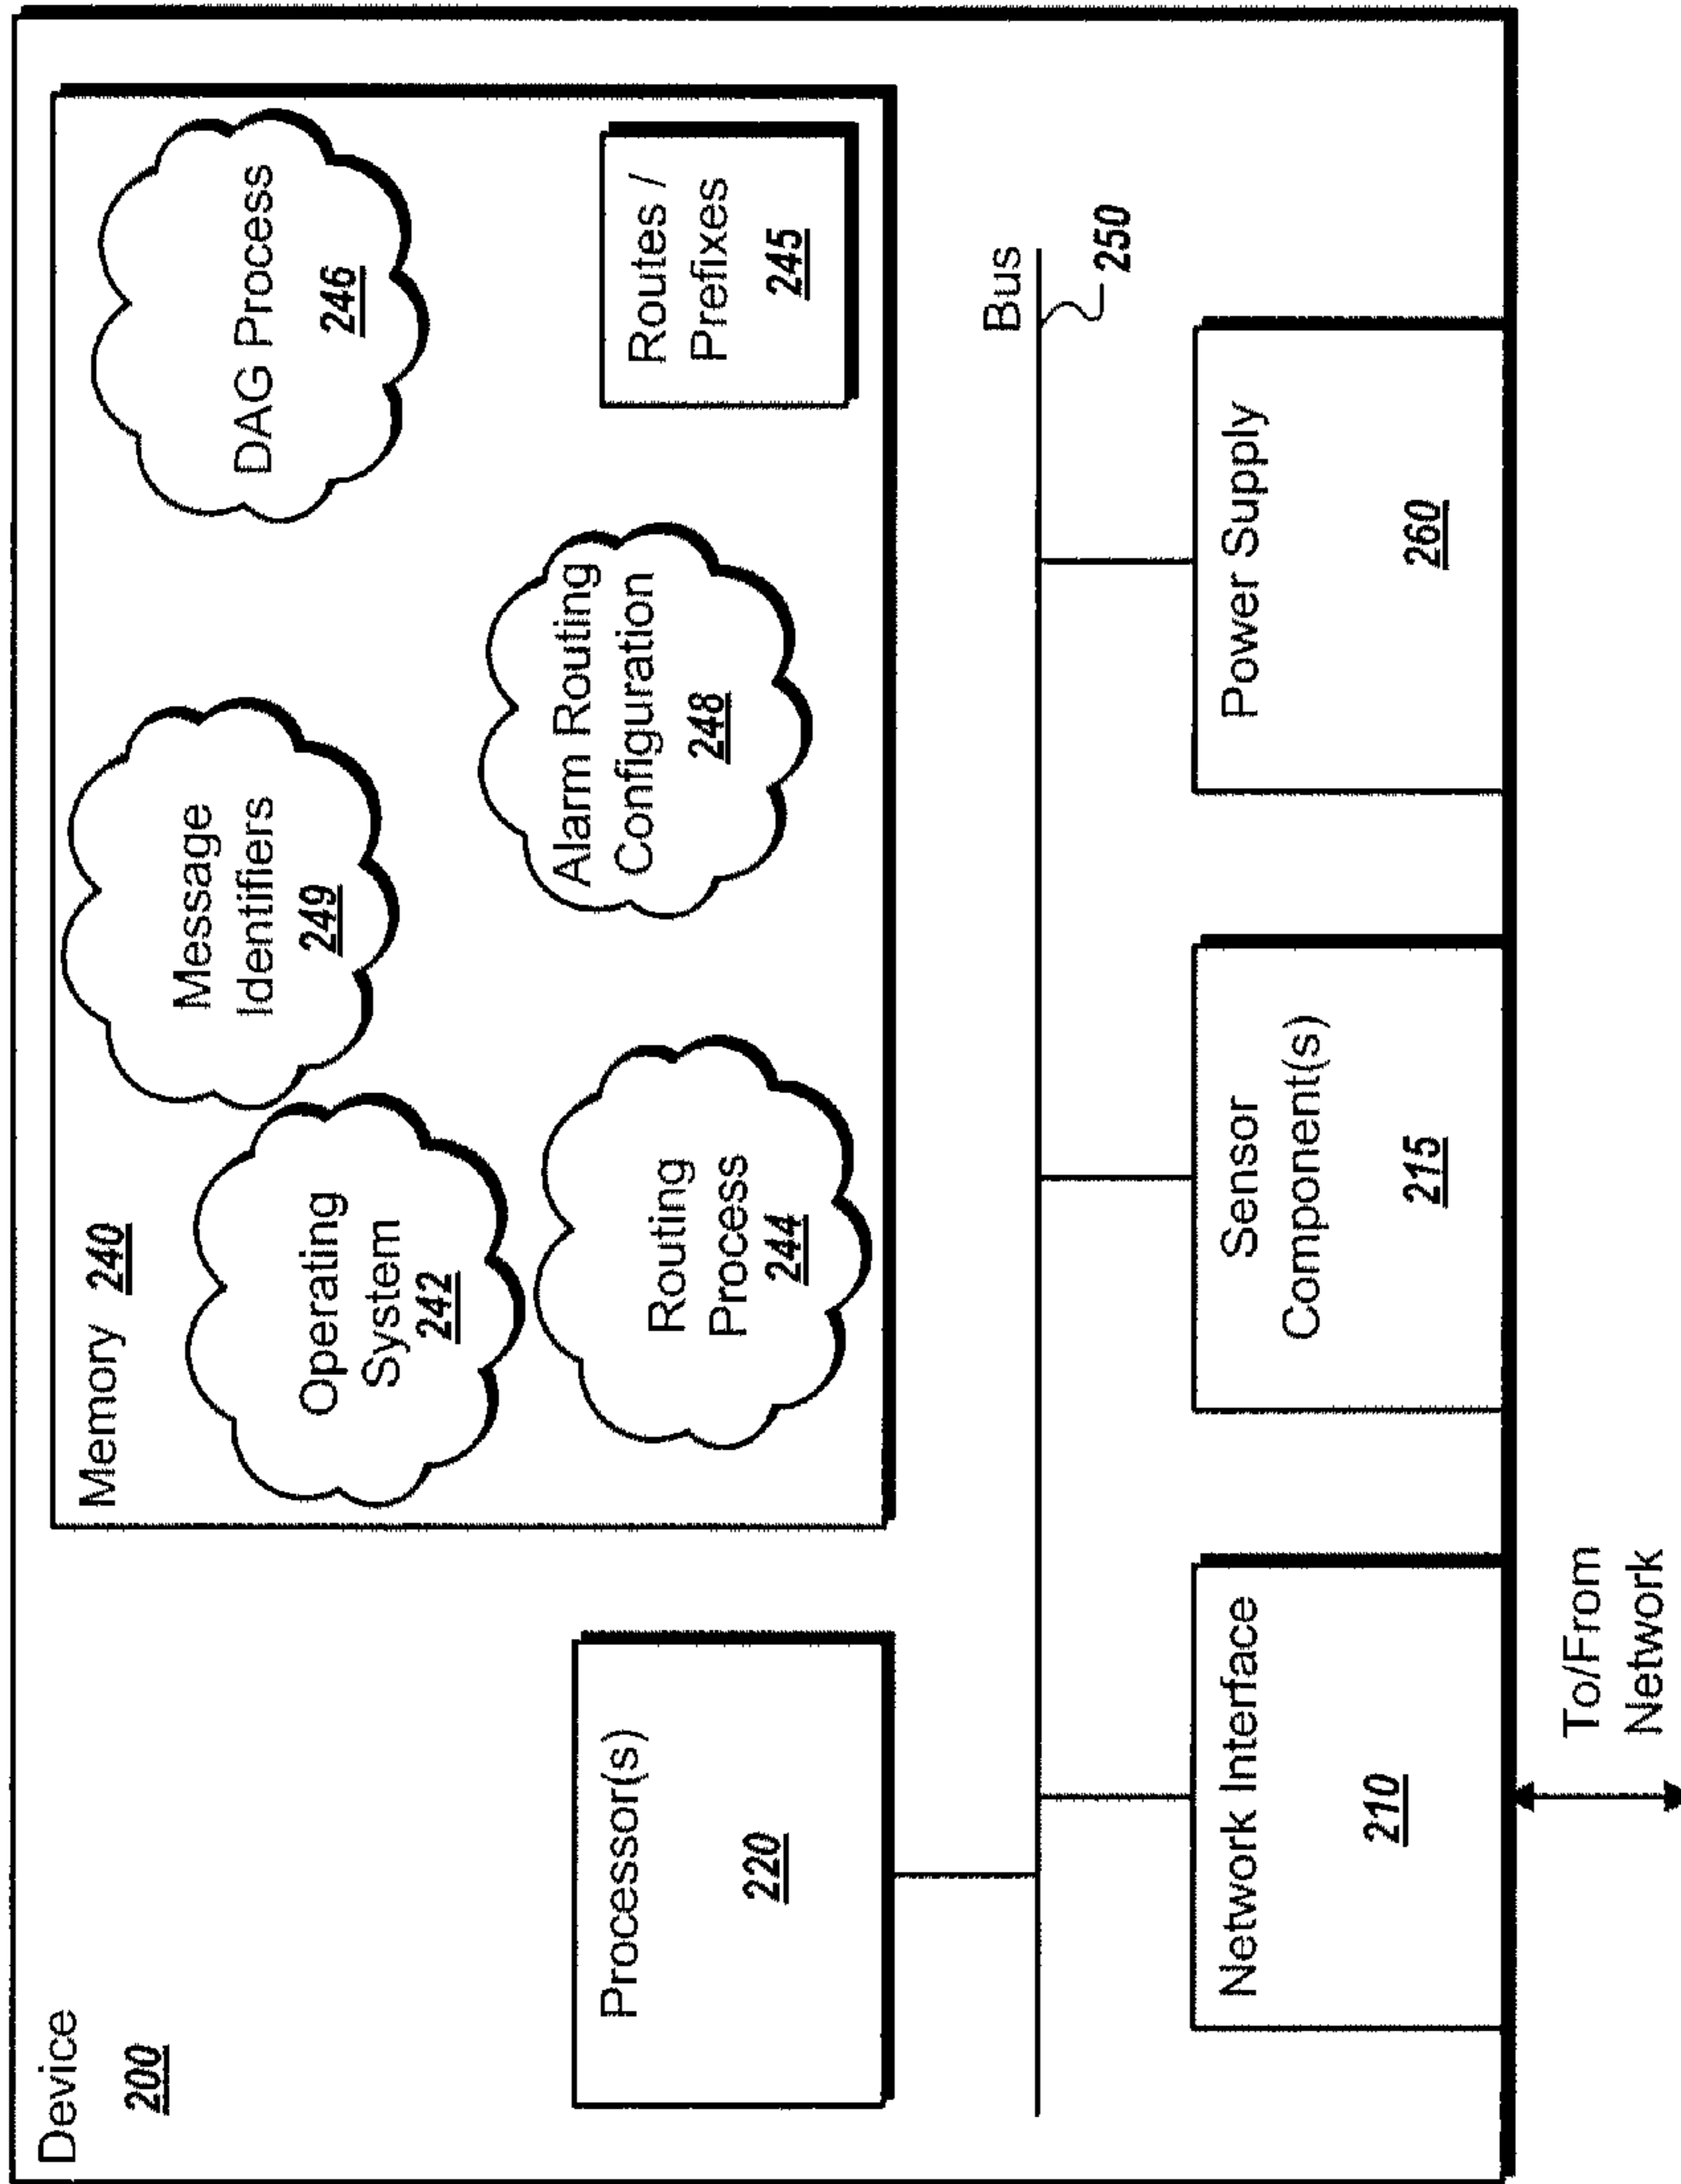 Device
200
Memory 240
Operating
System
242
Message
Identifiers
249
DAG Process
246
Routing
Process
244
Alarm Routing
Configuration
248
Routes /
Prefixes
245
Processor(s)
220
Bus
250
Network Interface
210
Sensor
Component(s)
215
Power Supply
260
To/From
Network